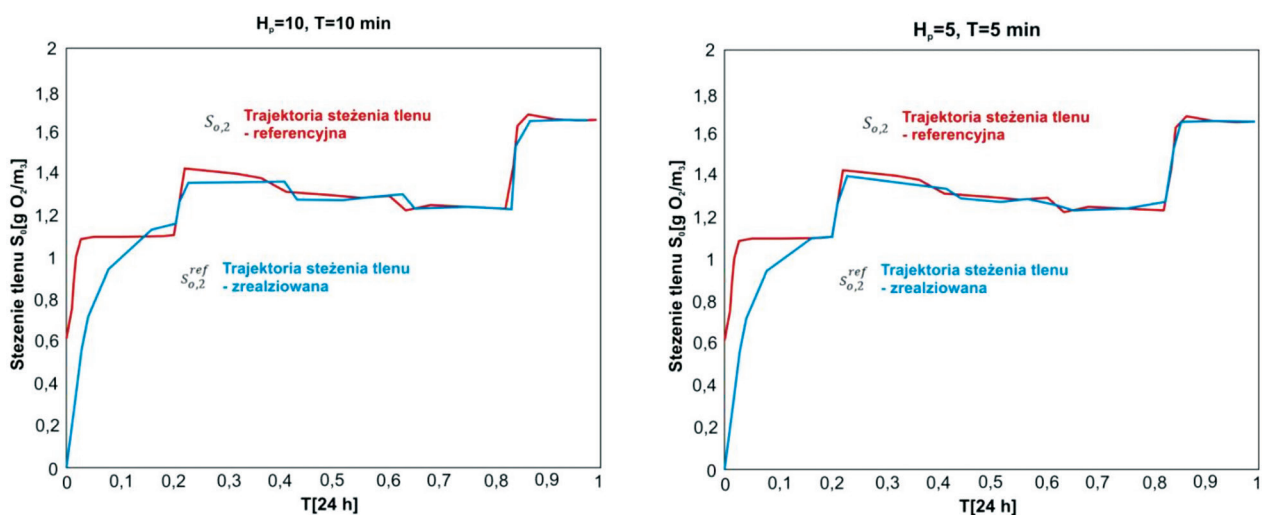 Hₚ=10, T=10 min
2
1,8
1,6
1,4
1,2
1
0,8
0,6
0,4
0,2
0
Stezenie tlenu S₀[g O₂/m₃]
S₀,₂ Trajektoria steżenia tlenu
- referencyjna
S₀,₂ʳᵉᶠ Trajektoria steżenia tlenu
- zrealziowana
0 0,1 0,2 0,3 0,4 0,5 0,6 0,7 0,8 0,9 1
T[24 h]
Hₚ=5, T=5 min
2
1,8
1,6
1,4
1,2
1
0,8
0,6
0,4
0,2
0
Stezenie tlenu S₀[g O₂/m₃]
S₀,₂ Trajektoria steżenia tlenu
- referencyjna
S₀,₂ʳᵉᶠ Trajektoria steżenia tlenu
- zrealziowana
0 0,1 0,2 0,3 0,4 0,5 0,6 0,7 0,8 0,9 1
T[24 h]